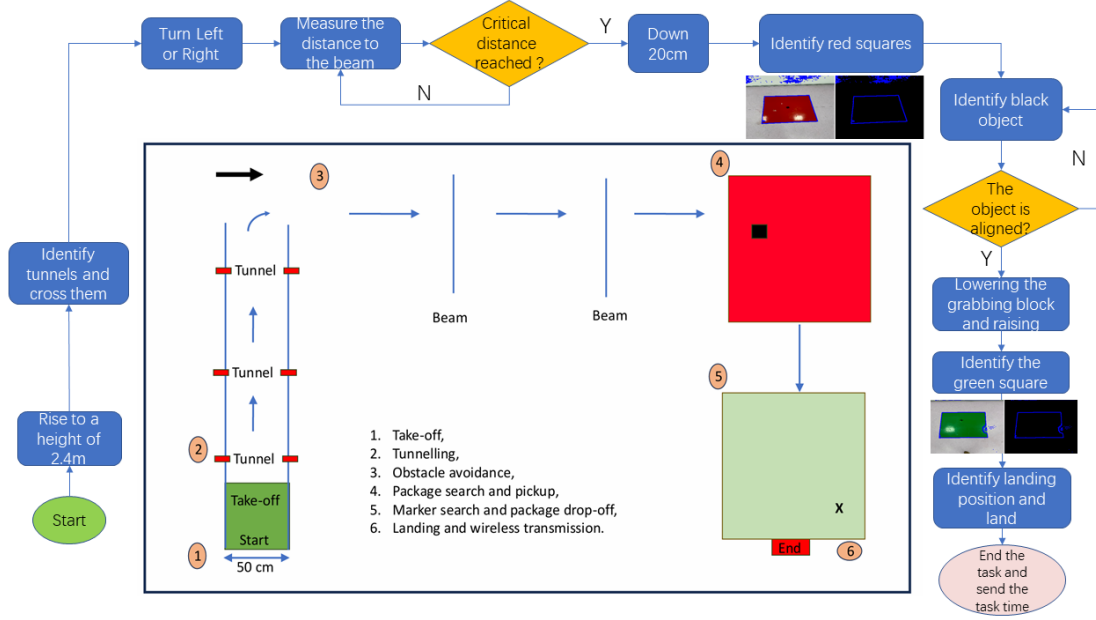 Start
Rise to a height of
2.4m
Identify
tunnels and
cross them
Turn Left
or Right
Measure the
distance to
the beam
Critical
distance
reached ?
N
Y
Down
20cm
Identify red squares
Identify black
object
The
object is
aligned?
N
Y
Lowering the
grabbing block
and raising
Identify the
green square
Identify landing
position and
land
End the
task and
send the
task time
3
4
Tunnel
Beam
Beam
Tunnel
5
2
Tunnel
Take-off
Start
1
50 cm
1. Take-off,
2. Tunnelling,
3. Obstacle avoidance,
4. Package search and pickup,
5. Marker search and package drop-off,
6. Landing and wireless transmission.
X
End
6